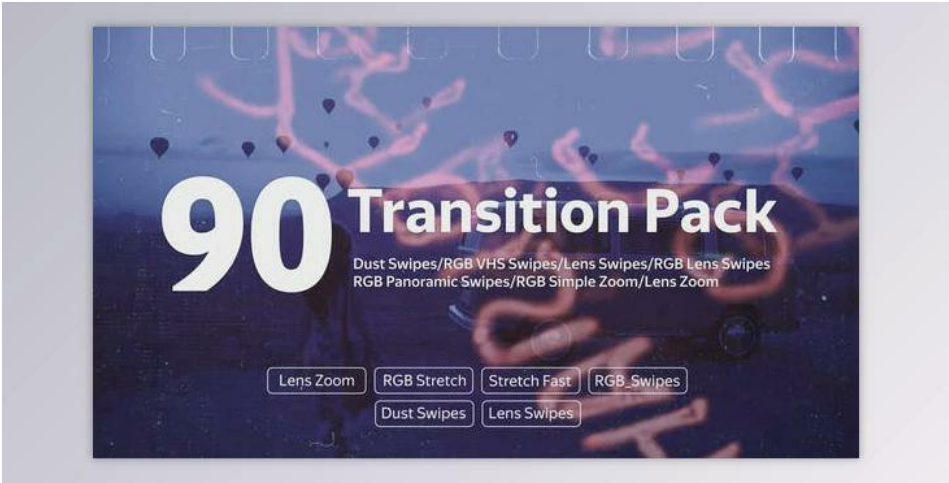 90 Transition Pack
Dust Swipes/RGB VHS Swipes/Lens Swipes/RGB Lens Swipes
RGB Panoramic Swipes/RGB Simple Zoom/Lens Zoom
Lens Zoom RGB Stretch Stretch Fast RGB_Swipes
Dust Swipes Lens Swipes